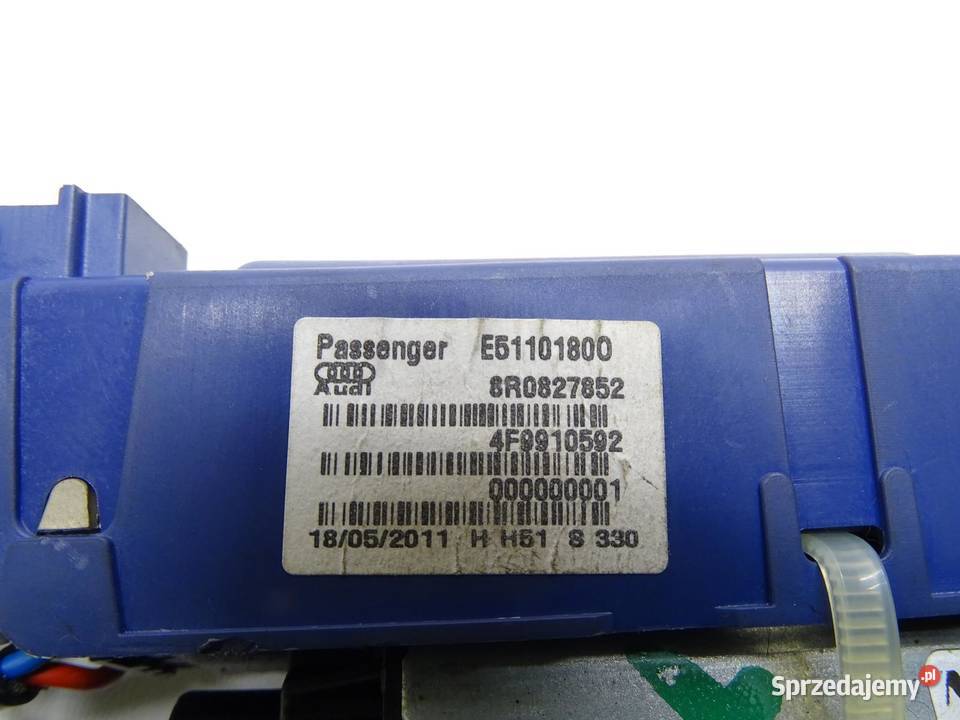 Passenger E51101800
Audi 8R0827852
4F9910592
000000001
18/05/2011 H H51 S 330
N
Sprzedajemy.pl